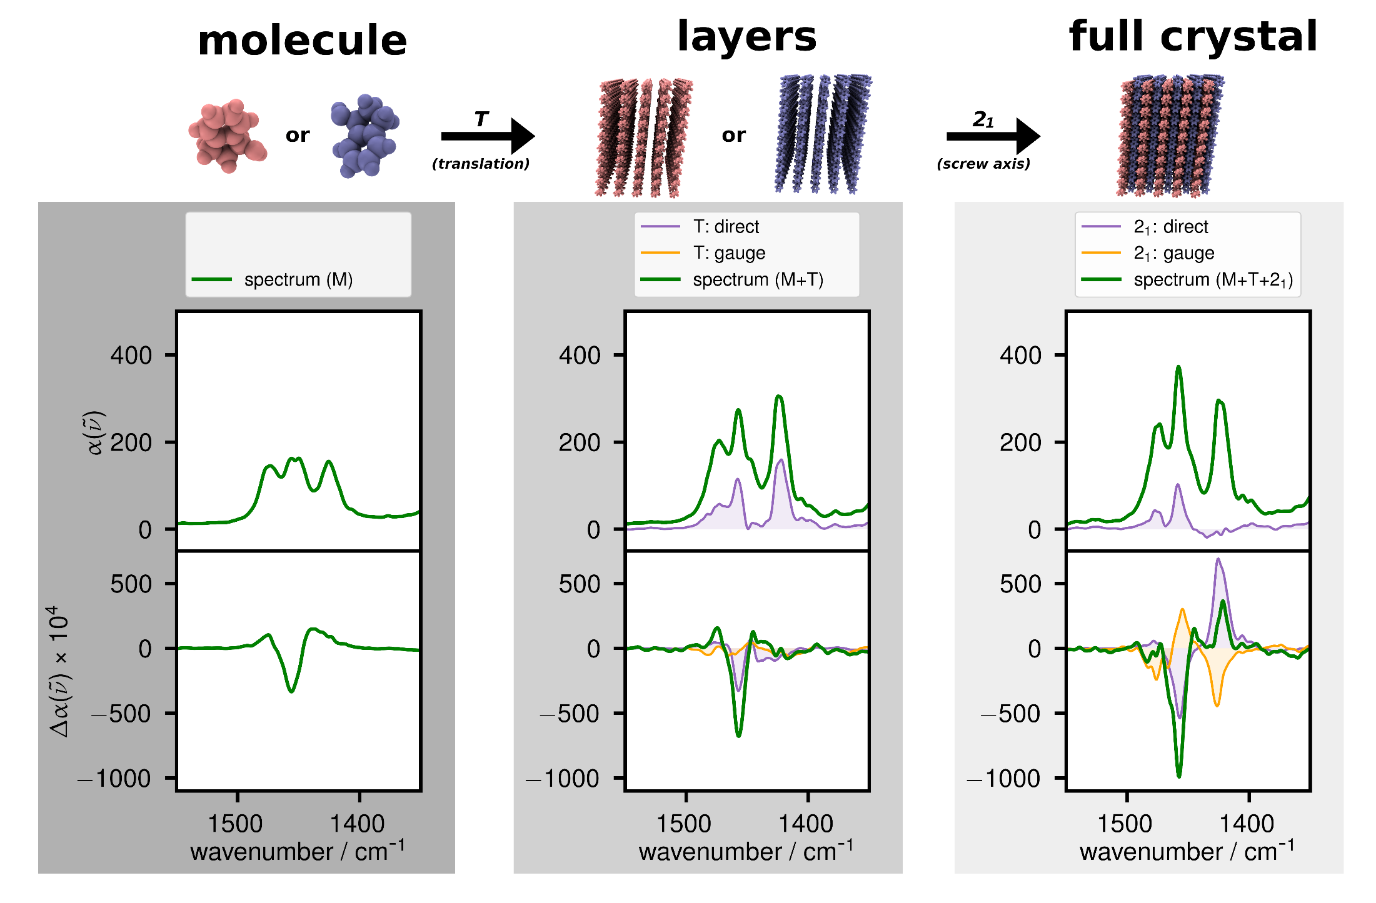 molecule
layers
full crystal
or
T
(translation)
or
2₁
(screw axis)
spectrum (M)
T: direct
T: gauge
spectrum (M+T)
2₁: direct
2₁: gauge
spectrum (M+T+2₁)
α(ν̃)
400
200
0
Δα(ν̃) × 10⁴
500
0
−500
−1000
1500
1400
wavenumber / cm⁻¹
400
200
0
500
0
−500
−1000
1500
1400
wavenumber / cm⁻¹
400
200
0
500
0
−500
−1000
1500
1400
wavenumber / cm⁻¹